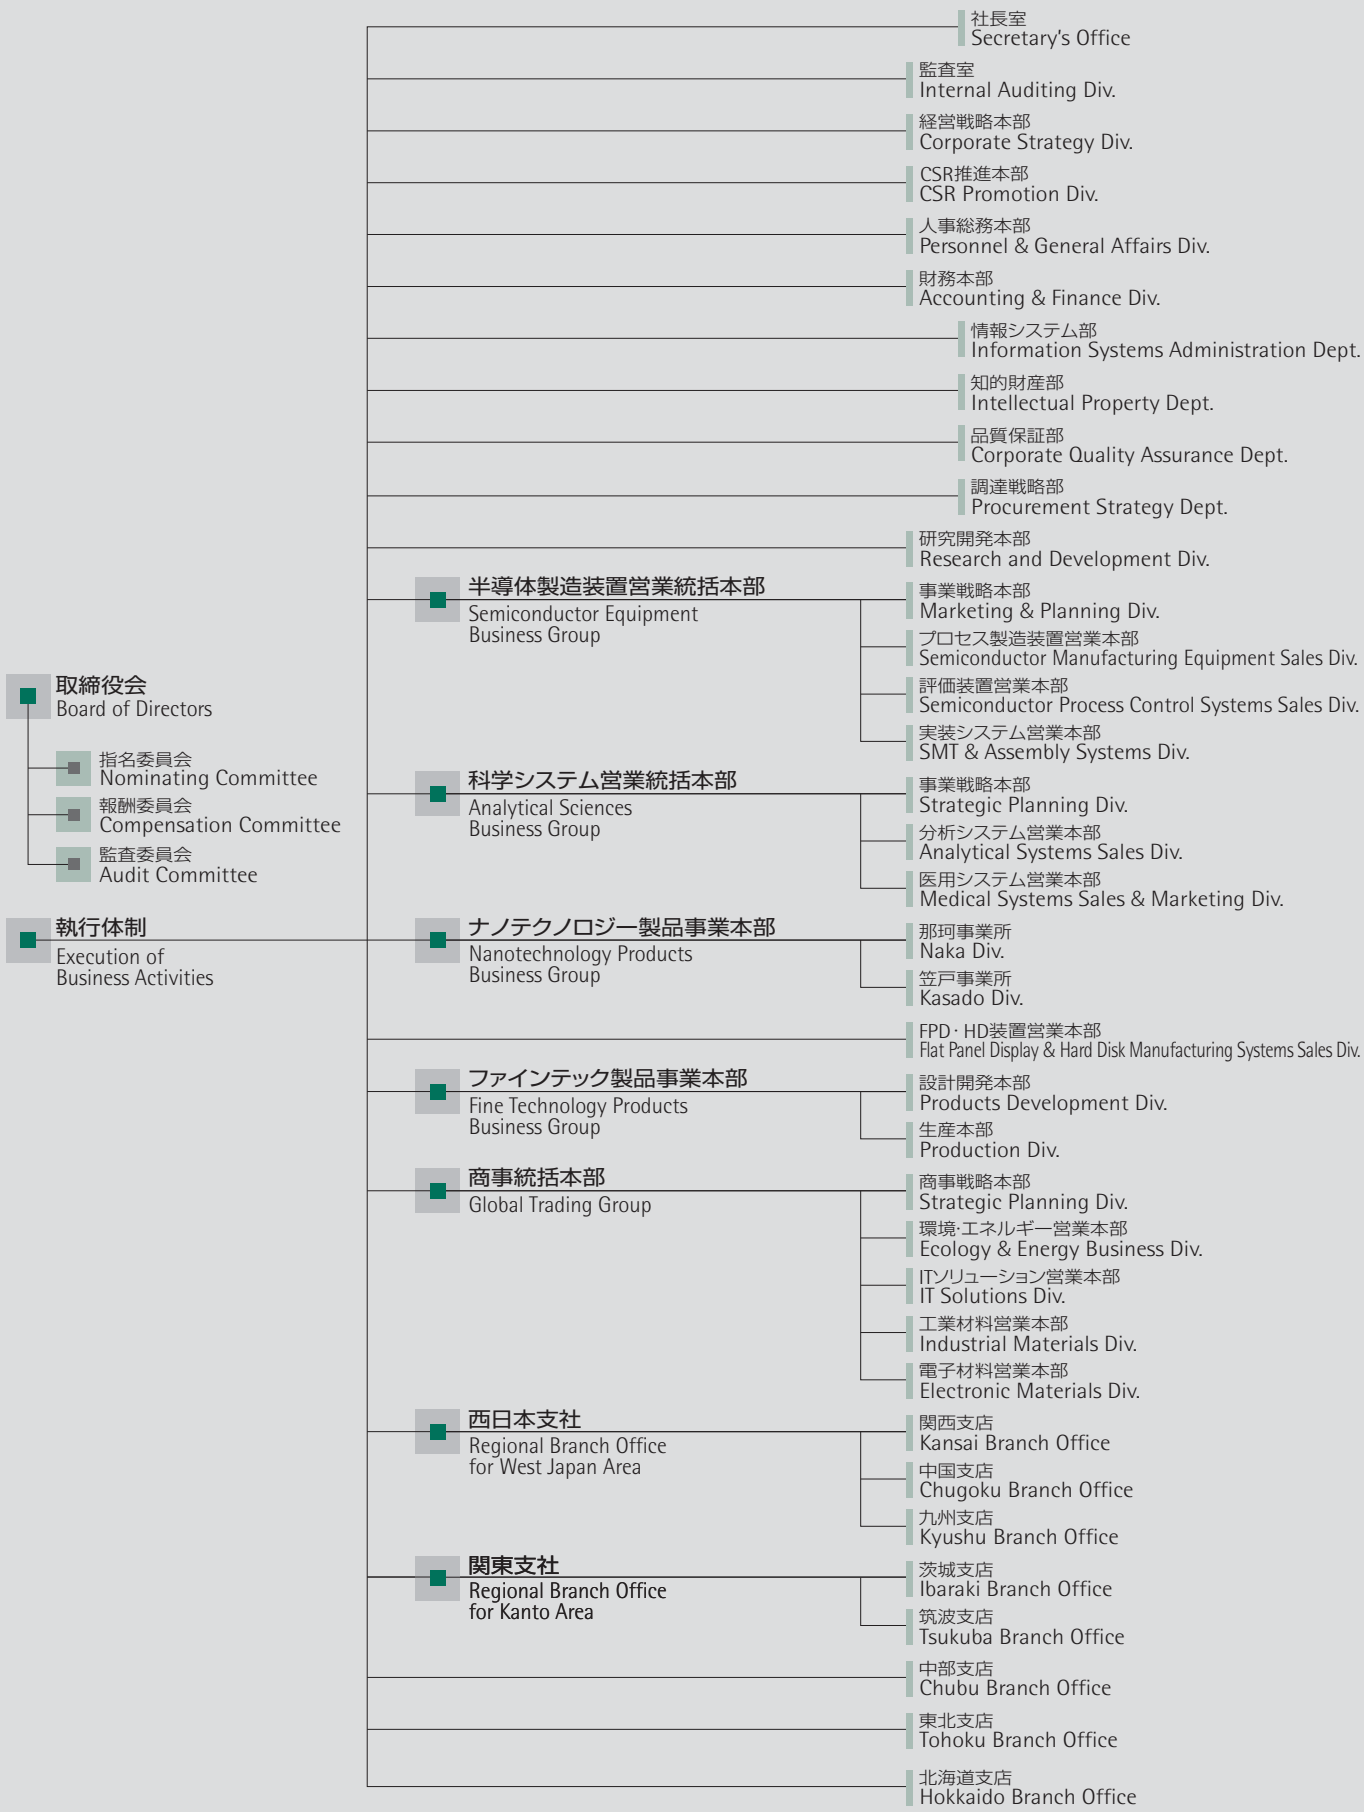 社長室
Secretary's Office
監査室
Internal Auditing Div.
経営戦略本部
Corporate Strategy Div.
CSR推進本部
CSR Promotion Div.
人事総務本部
Personnel & General Affairs Div.
財務本部
Accounting & Finance Div.
情報システム部
Information Systems Administration Dept.
知的財産部
Intellectual Property Dept.
品質保証部
Corporate Quality Assurance Dept.
調達戦略部
Procurement Strategy Dept.
研究開発本部
Research and Development Div.
半導体製造装置営業統括本部
Semiconductor Equipment
Business Group
事業戦略本部
Marketing & Planning Div.
プロセス製造装置営業本部
Semiconductor Manufacturing Equipment Sales Div.
評価装置営業本部
Semiconductor Process Control Systems Sales Div.
実装システム営業本部
SMT & Assembly Systems Div.
取締役会
Board of Directors
指名委員会
Nominating Committee
報酬委員会
Compensation Committee
監査委員会
Audit Committee
科学システム営業統括本部
Analytical Sciences
Business Group
事業戦略本部
Strategic Planning Div.
分析システム営業本部
Analytical Systems Sales Div.
医用システム営業本部
Medical Systems Sales & Marketing Div.
執行体制
Execution of
Business Activities
ナノテクノロジー製品事業本部
Nanotechnology Products
Business Group
那珂事業所
Naka Div.
笠戸事業所
Kasado Div.
FPD・HD装置営業本部
Flat Panel Display & Hard Disk Manufacturing Systems Sales Div.
ファインテック製品事業本部
Fine Technology Products
Business Group
設計開発本部
Products Development Div.
生産本部
Production Div.
商事統括本部
Global Trading Group
商事戦略本部
Strategic Planning Div.
環境・エネルギー営業本部
Ecology & Energy Business Div.
ITソリューション営業本部
IT Solutions Div.
工業材料営業本部
Industrial Materials Div.
電子材料営業本部
Electronic Materials Div.
西日本支社
Regional Branch Office
for West Japan Area
関西支店
Kansai Branch Office
中国支店
Chugoku Branch Office
九州支店
Kyushu Branch Office
関東支社
Regional Branch Office
for Kanto Area
茨城支店
Ibaraki Branch Office
筑波支店
Tsukuba Branch Office
中部支店
Chubu Branch Office
東北支店
Tohoku Branch Office
北海道支店
Hokkaido Branch Office